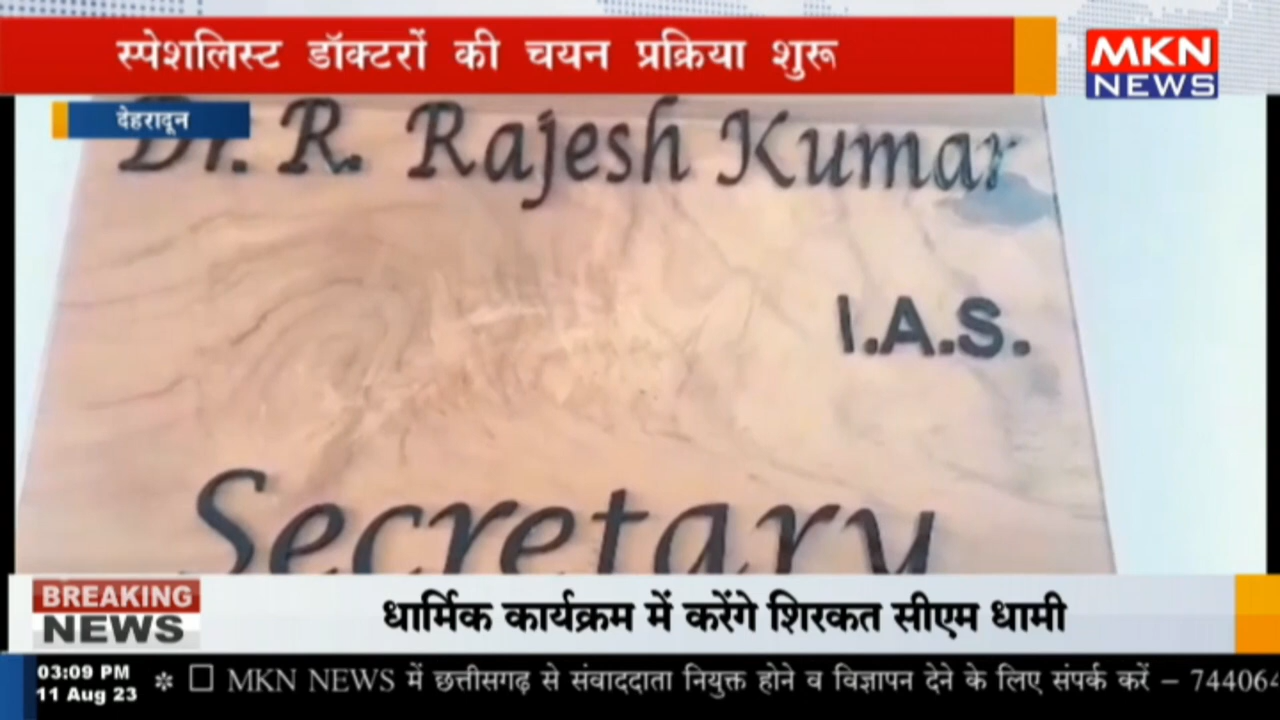 स्पेशलिस्ट डॉक्टरों की चयन प्रक्रिया शुरू
MKN
NEWS
देहरादून
Dr. R. Rajesh Kumar
I.A.S.
Secretary
BREAKING
NEWS
धार्मिक कार्यक्रम में करेंगे शिरकत सीएम धामी
03:09 PM
11 Aug 23
* □ MKN NEWS में छत्तीसगढ़ से संवाददाता नियुक्त होने व विज्ञापन देने के लिए संपर्क करें – 744064